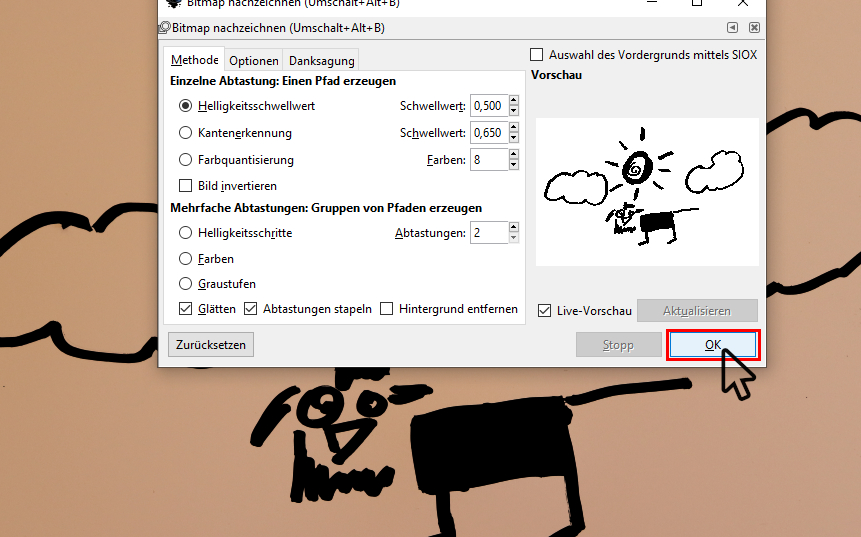 Bitmap nachzeichnen (Umschalt+Alt+B)
Bitmap nachzeichnen (Umschalt+Alt+B)
Methode Optionen Danksagung
Auswahl des Vordergrunds mittels SIOX
Vorschau
Einzelne Abtastung: Einen Pfad erzeugen
Helligkeitsschwellwert Schwellwert: 0,500
Kantenerkennung Schwellwert: 0,650
Farbquantisierung Farben: 8
Bild invertieren
Mehrfache Abtastungen: Gruppen von Pfaden erzeugen
Helligkeitsschritte Abtastungen: 2
Farben
Graustufen
Glätten Abtastungen stapeln Hintergrund entfernen
Live-Vorschau Aktualisieren
Zurücksetzen Stopp OK